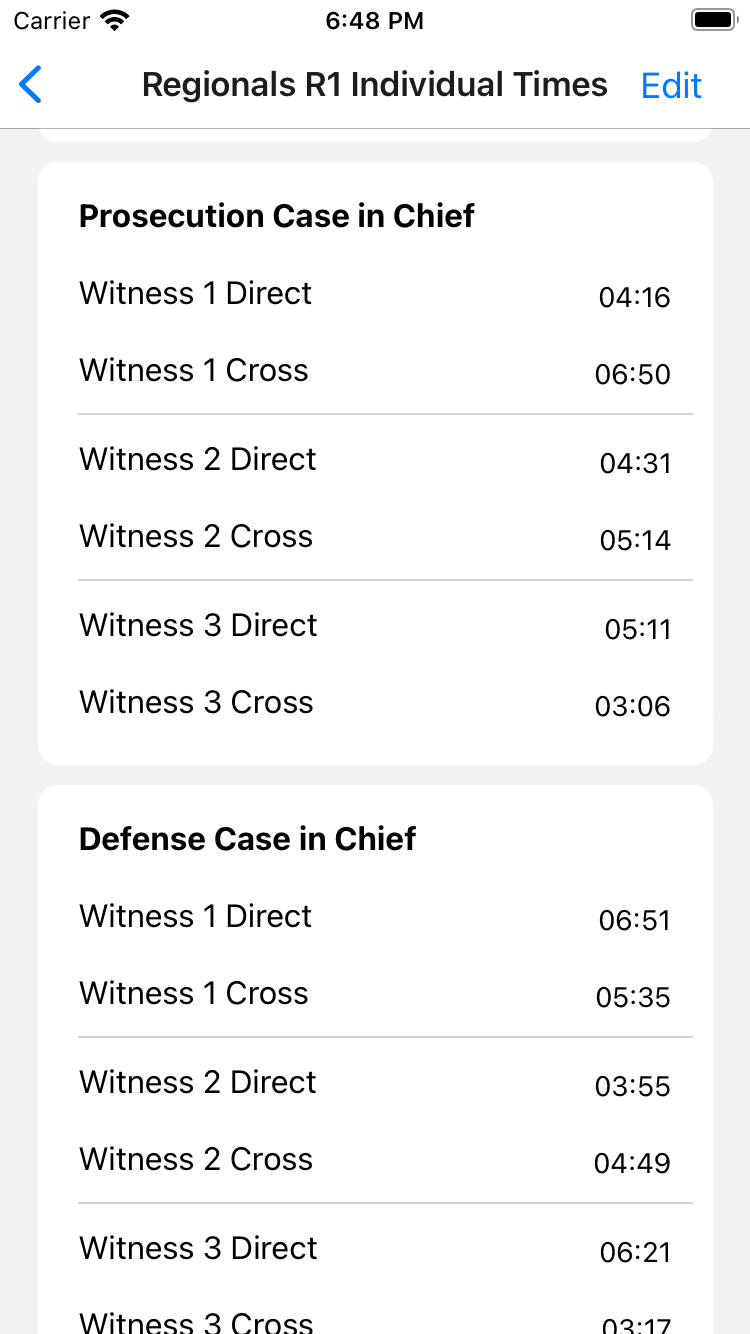 Carrier 6:48 PM
Regionals R1 Individual Times Edit
Prosecution Case in Chief
Witness 1 Direct 04:16
Witness 1 Cross 06:50
Witness 2 Direct 04:31
Witness 2 Cross 05:14
Witness 3 Direct 05:11
Witness 3 Cross 03:06
Defense Case in Chief
Witness 1 Direct 06:51
Witness 1 Cross 05:35
Witness 2 Direct 03:55
Witness 2 Cross 04:49
Witness 3 Direct 06:21
Witness 3 Cross 03:17